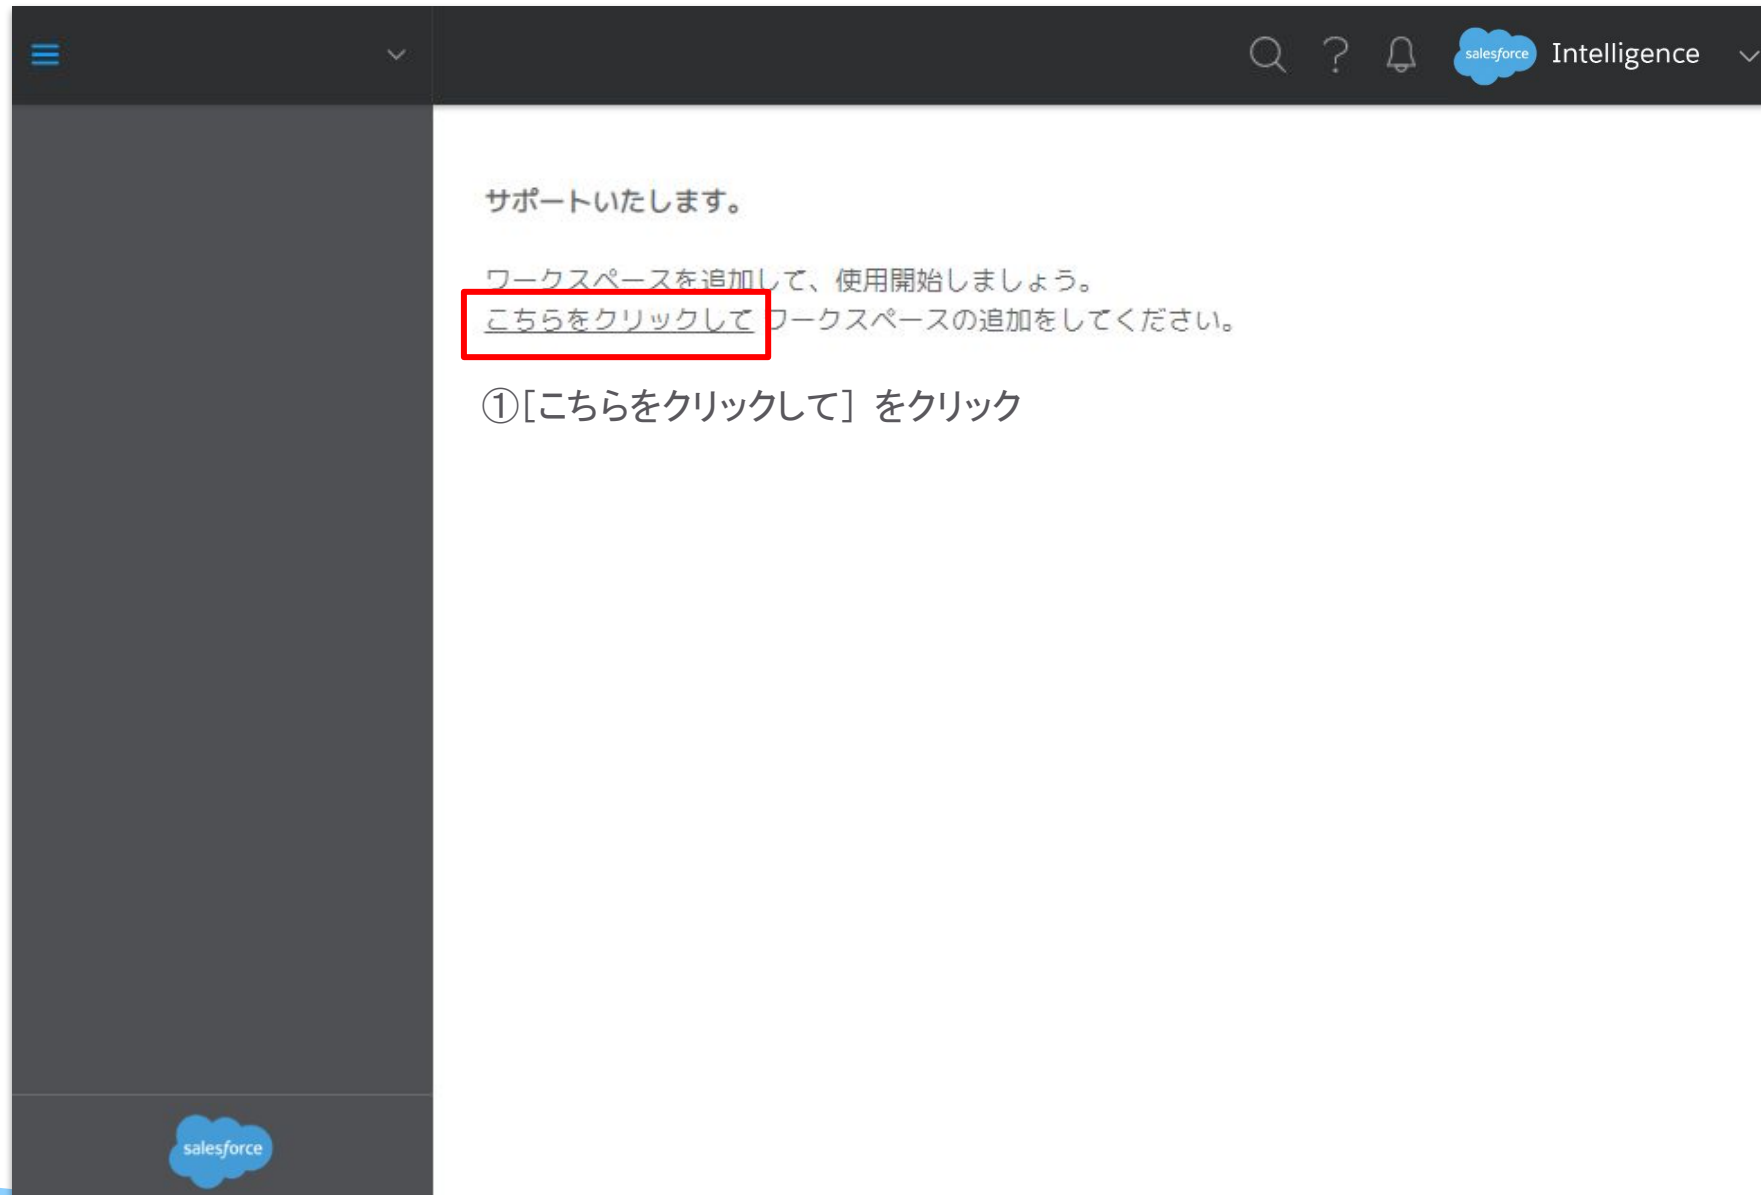 salesforce Intelligence
サポートいたします。
ワークスペースを追加して、使用開始しましょう。
こちらをクリックして ワークスペースの追加をしてください。
①[こちらをクリックして] をクリック
salesforce